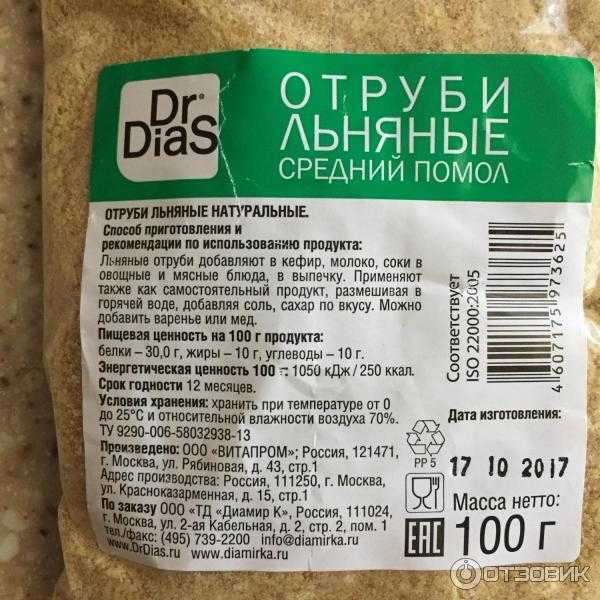 Dr®
DiaS
ОТРУБИ
ЛЬНЯНЫЕ
СРЕДНИЙ ПОМОЛ
ОТРУБИ ЛЬНЯНЫЕ НАТУРАЛЬНЫЕ.
Способ приготовления и
рекомендации по использованию продукта:
Льняные отруби добавляют в кефир, молоко, соки в
овощные и мясные блюда, в выпечку. Применяют
также как самостоятельный продукт, размешивая в
горячей воде, добавляя соль, сахар по вкусу. Можно
добавить варенье или мед.
Пищевая ценность на 100 г продукта:
белки – 30,0 г, жиры – 10 г, углеводы – 10 г.
Энергетическая ценность 100 г: 1050 кДж / 250 ккал.
Срок годности 12 месяцев.
Условия хранения: хранить при температуре от 0
до 25°С и относительной влажности воздуха 70%.
ТУ 9290-006-58032938-13
Произведено: ООО «ВИТАПРОМ»; Россия, 121471,
г. Москва, ул. Рябиновая, д. 43, стр.1
Адрес производства: Россия, 111250, г. Москва,
ул. Красноказарменная, д. 15, стр.1
По заказу ООО «ТД «Диамир К», Россия, 111024,
г. Москва, ул. 2-ая Кабельная, д. 2, стр. 2, пом. 1
тел./факс: (495) 739-2200 info@diamirka.ru
www.DrDias.ru www.diamirka.ru
Соответствует
ISO 22000:2005
4 607175 973625
Дата изготовления:
17 10 2017
PP 5
EAC
Масса нетто:
100 г
ОТЗОВИК